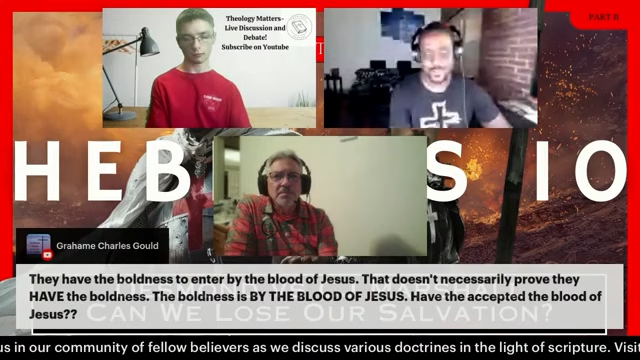 PART II
Theology Matters-
Live Discussion and
Debate!
Subscribe on Youtube
HEB S 10
Grahame Charles Gould
They have the boldness to enter by the blood of Jesus. That doesn't necessarily prove they
HAVE the boldness. The boldness is BY THE BLOOD OF JESUS. Have the accepted the blood of
Jesus??
CAN WE LOSE OUR SALVATION?
us in our community of fellow believers as we discuss various doctrines in the light of scripture. Visi